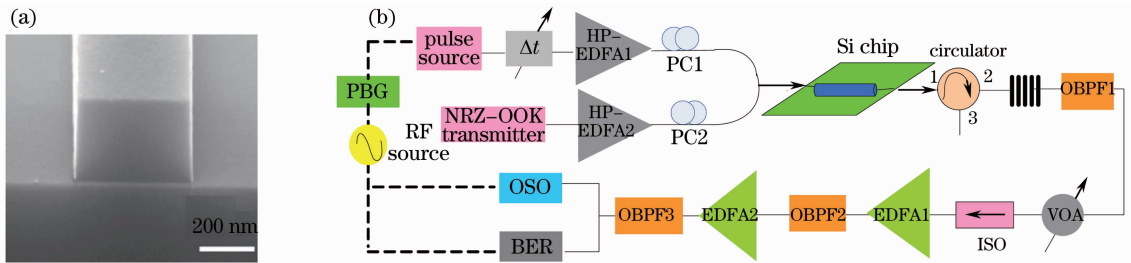 (a)
200 nm
(b)
pulse
source
Δt
HP-
EDFA1
PC1
Si chip
circulator
1
2
3
OBPF1
PBG
NRZ-OOK
transmitter
HP-
EDFA2
PC2
RF
source
OSO
BER
OBPF3
EDFA2
OBPF2
EDFA1
ISO
VOA